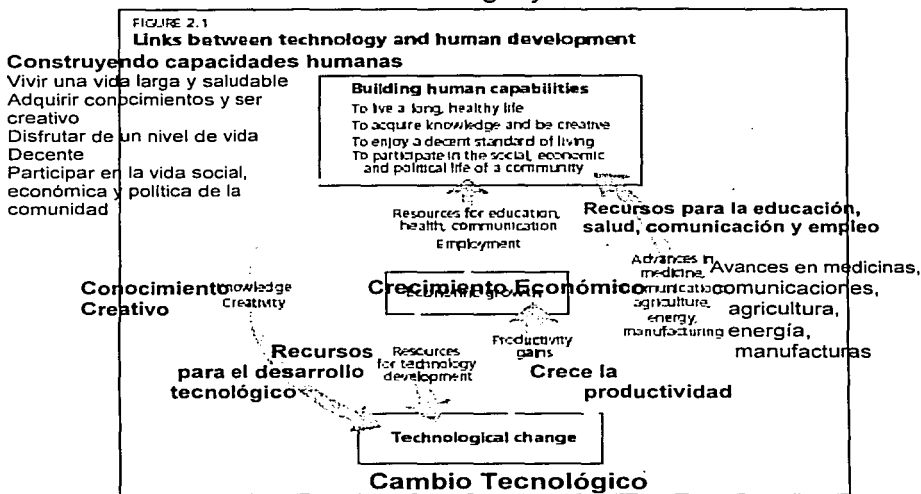 FIGURE 2.1
Links between technology and human development
Construyendo capacidades humanas
Vivir una vida larga y saludable
Adquirir conocimientos y ser
creativo
Disfrutar de un nivel de vida
Decente
Participar en la vida social,
económica y política de la
comunidad
Building human capabilities
To live a long, healthy life
To acquire knowledge and be creative
To enjoy a decent standard of living
To participate in the social, economic
and political life of a community
Resources for education,
health, communication
Employment
Recursos para la educación,
salud, comunicación y empleo
Conocimiento
Creativo
Knowledge
Creativity
Crecimiento Económico
Economic growth
Advances in
medicine,
communications,
agriculture,
energy,
manufacturing
Avances en medicinas,
comunicaciones,
agricultura,
energía,
manufacturas
Recursos
para el desarrollo
tecnológico
Resources
for technology
development
Productivity
gains
Crece la
productividad
Technological change
Cambio Tecnológico